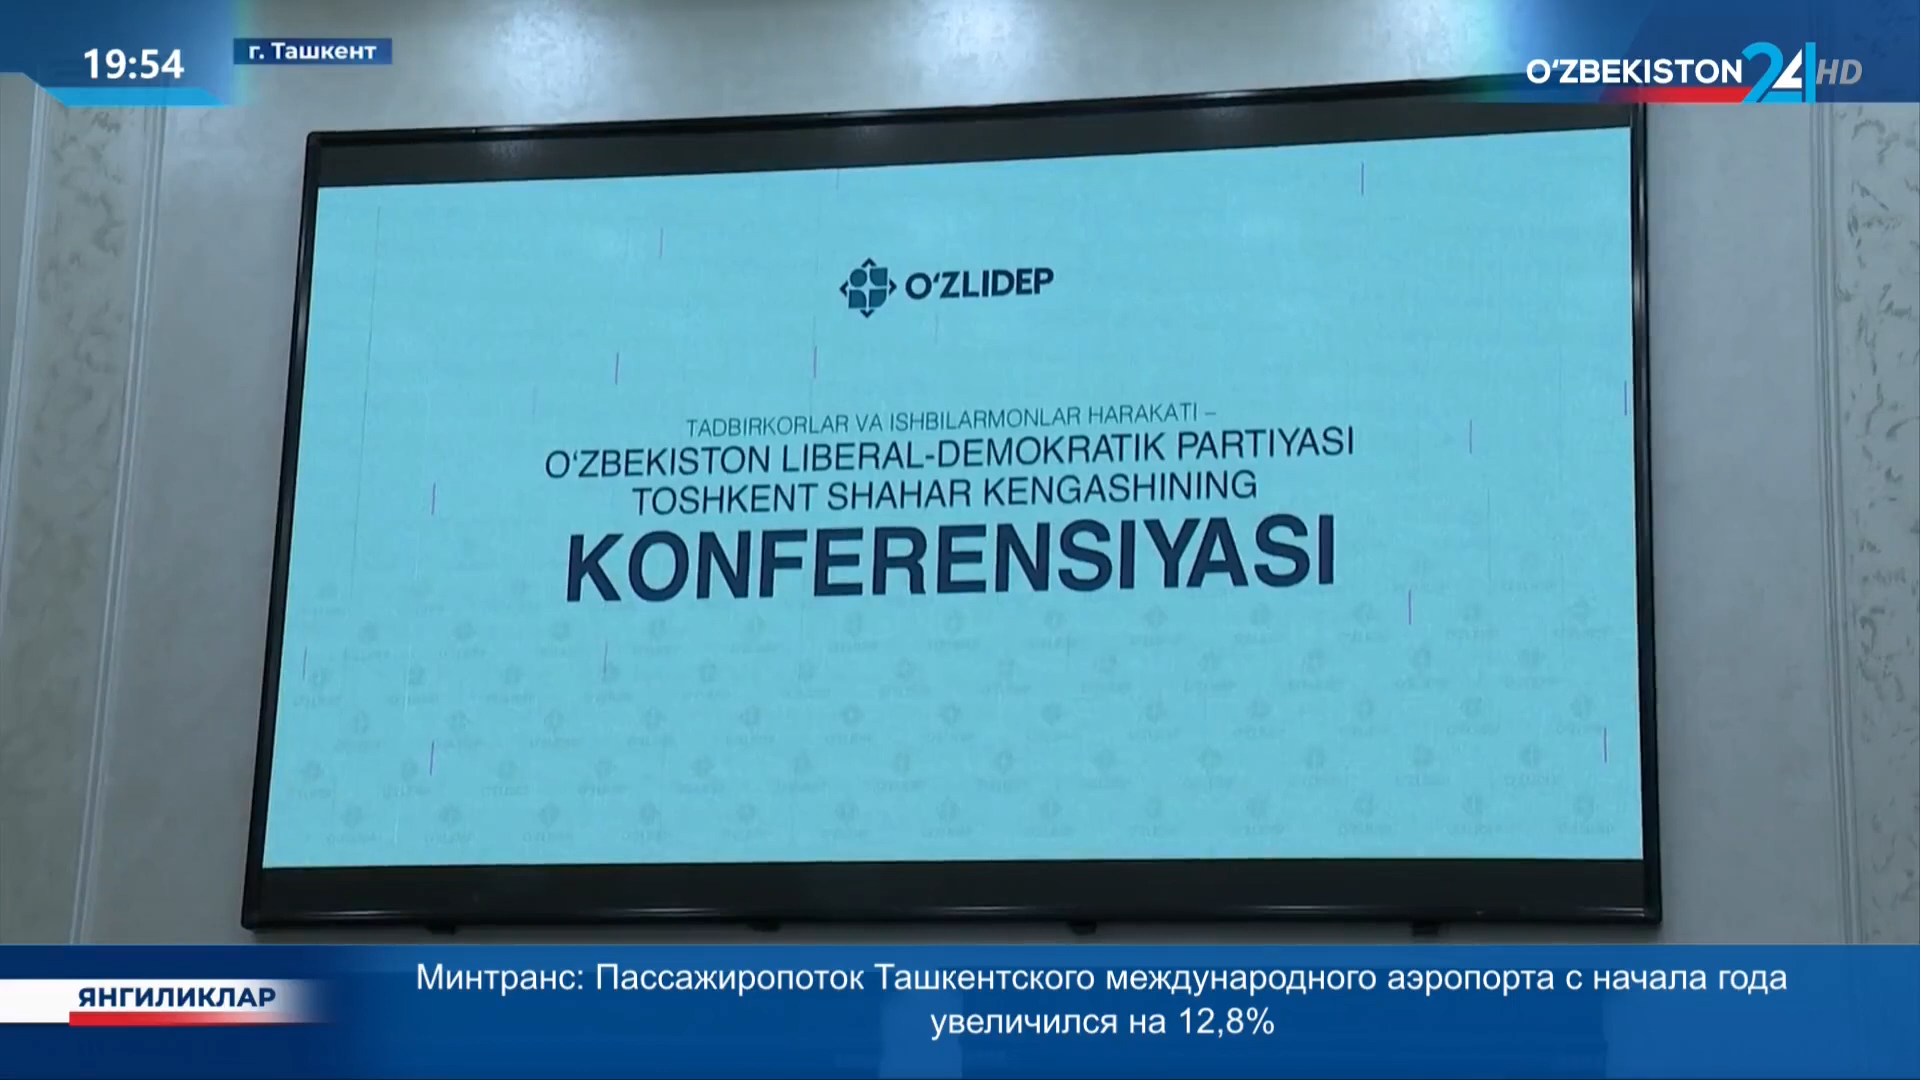 19:54
г. Ташкент
O‘ZBEKISTON 24 HD
O‘ZLIDEP
TADBIRKORLAR VA ISHBILARMONLAR HARAKATI –
O‘ZBEKISTON LIBERAL-DEMOKRATIK PARTIYASI
TOSHKENT SHAHAR KENGASHINING
KONFERENSIYASI
ЯНГИЛИКЛАР
Минтранс: Пассажиропоток Ташкентского международного аэропорта с начала года
увеличился на 12,8%